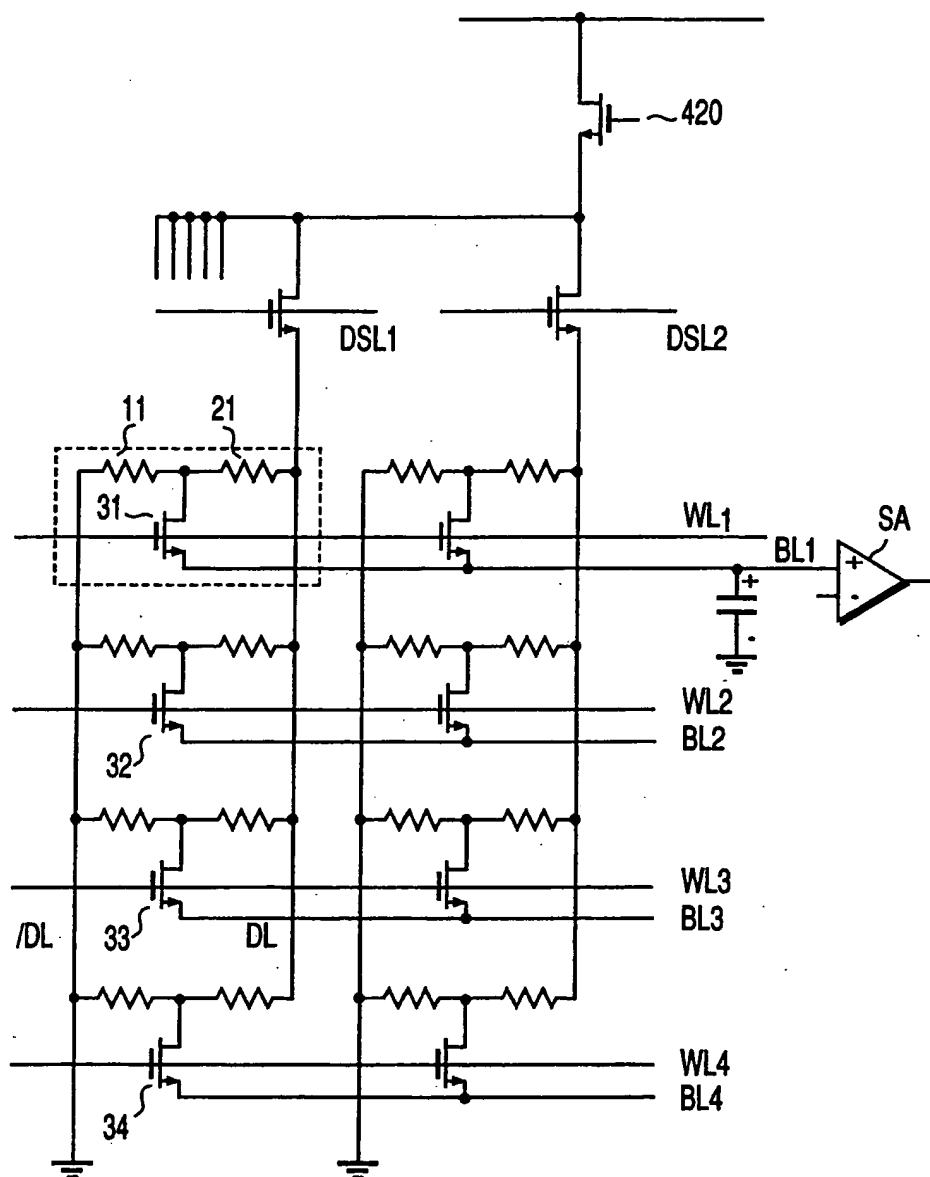 420
DSL1 DSL2
11 21
31 WL1 SA
BL1
+ -
+
WL2
32 BL2
WL3
/DL 33 DL BL3
WL4
34 BL4